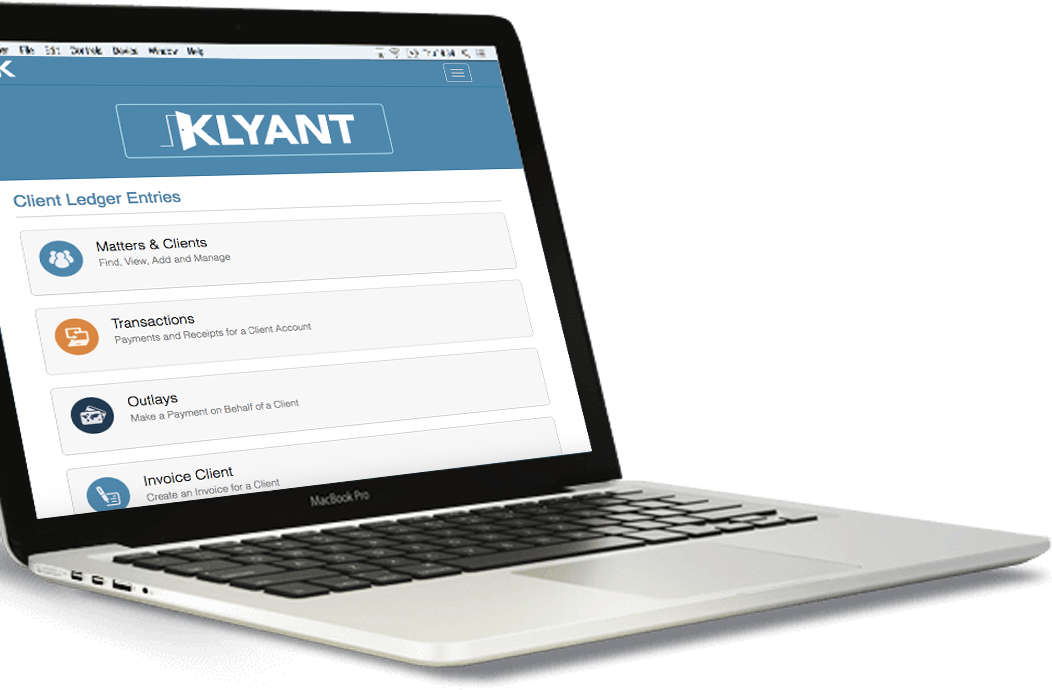 File Edit Controls Device Window Help
K
KLYANT
Client Ledger Entries
Matters & Clients
Find, View, Add and Manage
Transactions
Payments and Receipts for a Client Account
Outlays
Make a Payment on Behalf of a Client
Invoice Client
Create an Invoice for a Client
MacBook Pro